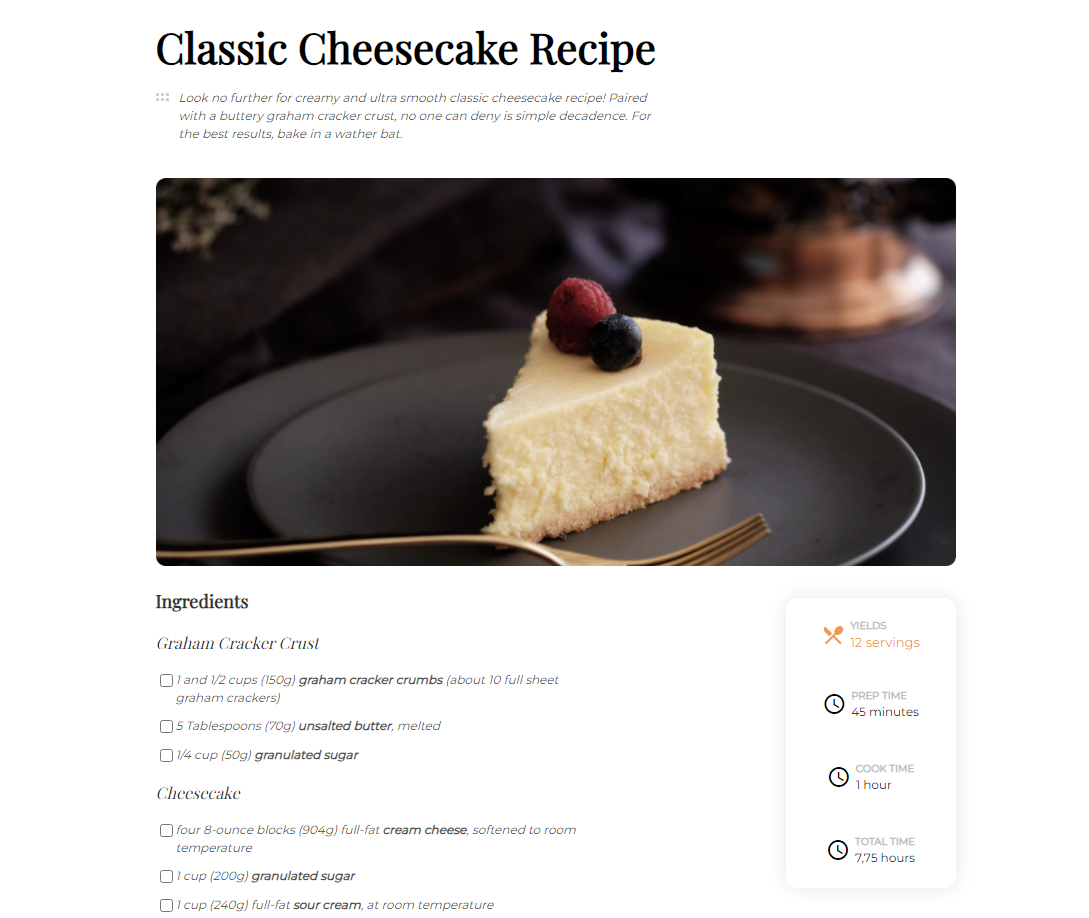 Classic Cheesecake Recipe
Look no further for creamy and ultra smooth classic cheesecake recipe! Paired
with a buttery graham cracker crust, no one can deny is simple decadence. For
the best results, bake in a wather bat.
Ingredients
Graham Cracker Crust
1 and 1/2 cups (150g) graham cracker crumbs (about 10 full sheet
graham crackers)
5 Tablespoons (70g) unsalted butter, melted
1/4 cup (50g) granulated sugar
Cheesecake
four 8-ounce blocks (904g) full-fat cream cheese, softened to room
temperature
1 cup (200g) granulated sugar
1 cup (240g) full-fat sour cream, at room temperature
YIELDS
12 servings
PREP TIME
45 minutes
COOK TIME
1 hour
TOTAL TIME
7,75 hours